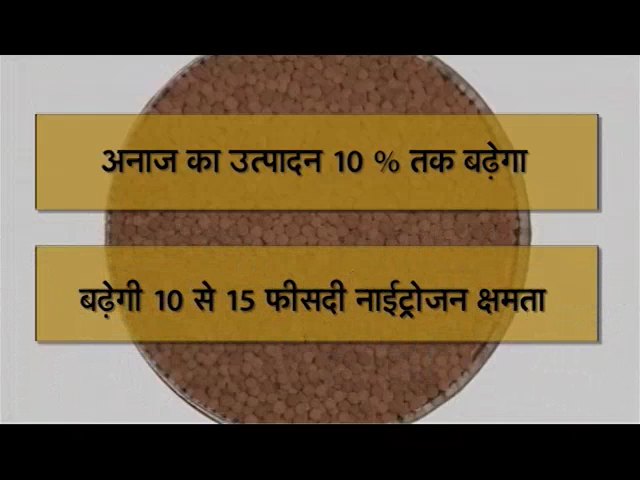 अनाज का उत्पादन 10 % तक बढ़ेगा
बढ़ेगी 10 से 15 फीसदी नाईट्रोजन क्षमता